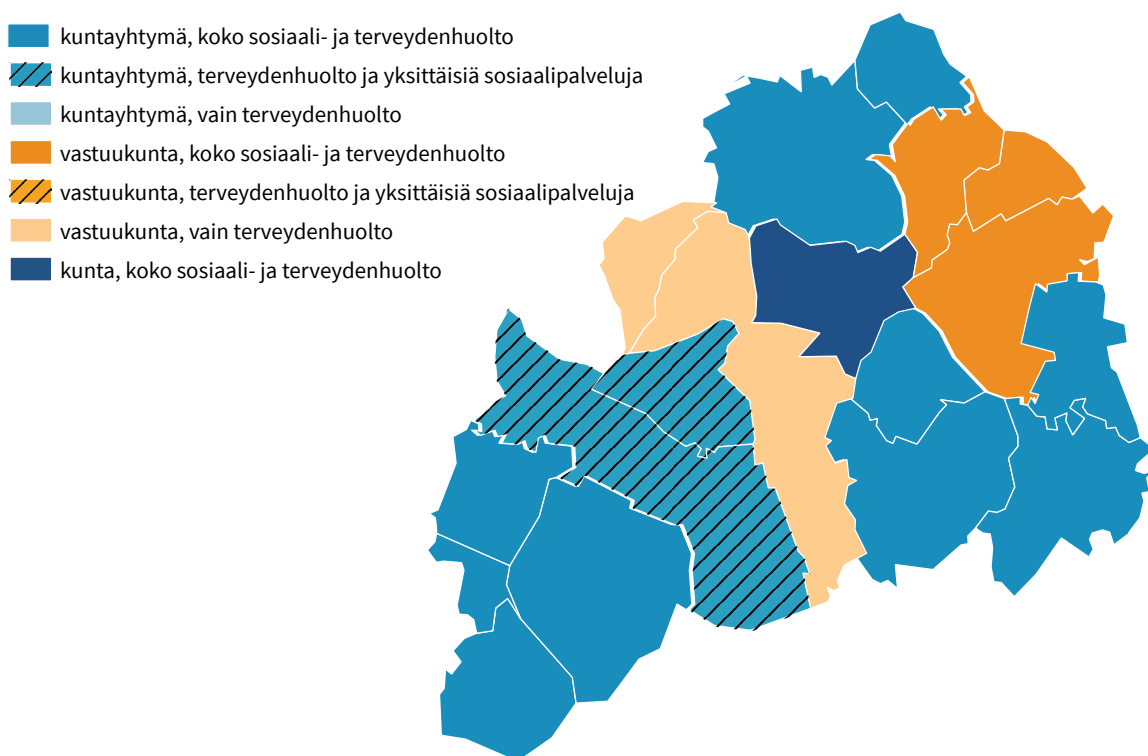 kuntayhtymä, koko sosiaali- ja terveydenhuolto
kuntayhtymä, terveydenhuolto ja yksittäisiä sosiaalipalveluja
kuntayhtymä, vain terveydenhuolto
vastuukunta, koko sosiaali- ja terveydenhuolto
vastuukunta, terveydenhuolto ja yksittäisiä sosiaalipalveluja
vastuukunta, vain terveydenhuolto
kunta, koko sosiaali- ja terveydenhuolto